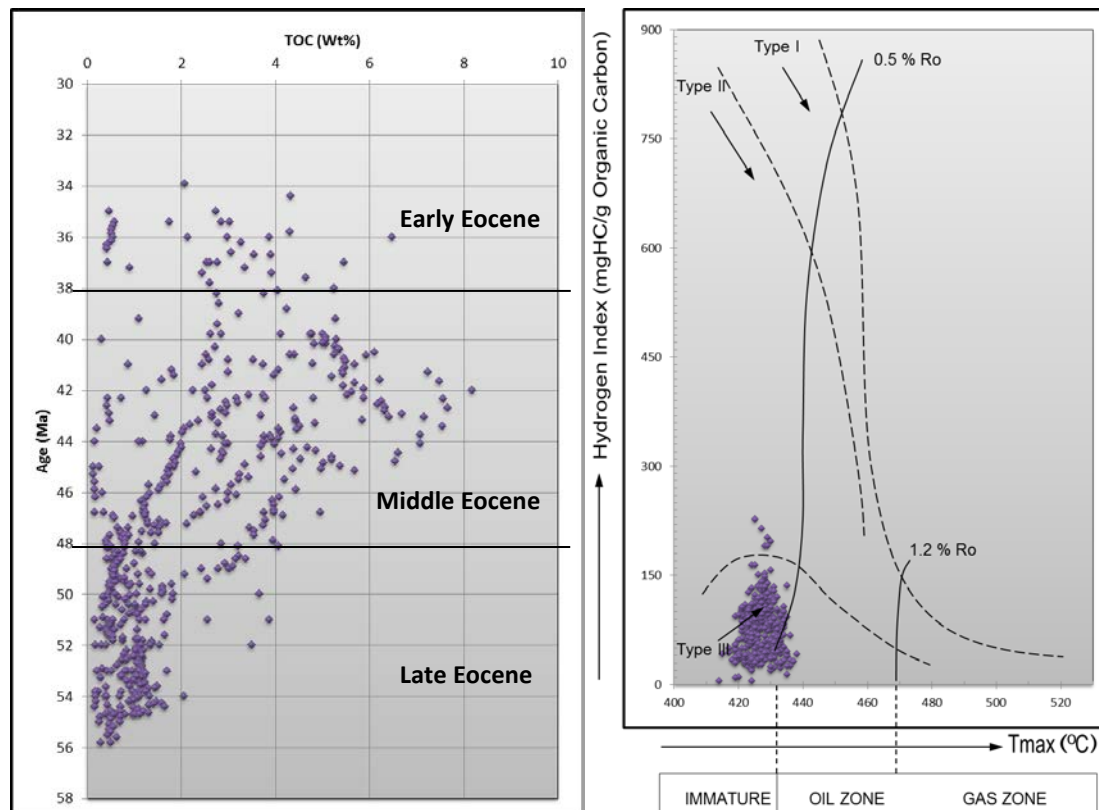 TOC (Wt%)
0 2 4 6 8 10
30
32
34
36
38
40
42
44
46
48
50
52
54
56
58
Age (Ma)
Early Eocene
Middle Eocene
Late Eocene
Hydrogen Index (mgHC/g Organic Carbon)
900
750
600
450
300
150
0
Type I
Type II
0.5 % Ro
1.2 % Ro
Type III
400 420 440 460 480 500 520
Tmax (ºC)
IMMATURE OIL ZONE GAS ZONE